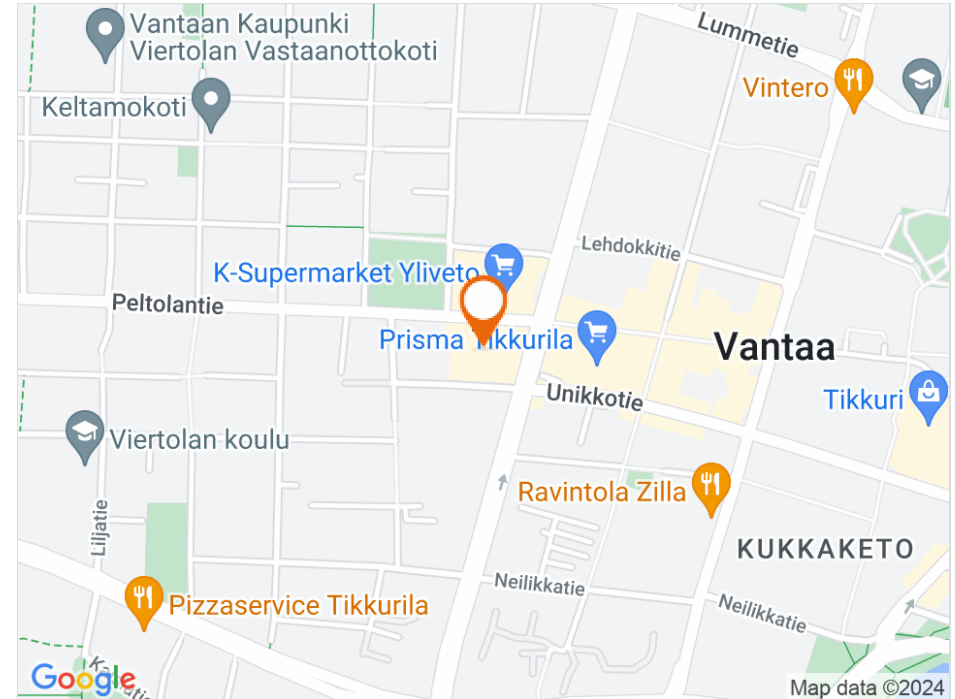 Vantaan Kaupunki
Viertolan Vastaanottokoti
Lummetie
Vintero
Keltamokoti
Lehdokkitie
K-Supermarket Yliveto
Peltolantie
Prisma Tikkurila
Vantaa
Unikkotie
Tikkuri
Viertolan koulu
Ravintola Zilla
Liljatie
KUKKAKETO
Neilikkatie
Neilikkatie
Pizzaservice Tikkurila
Google
Map data ©2024